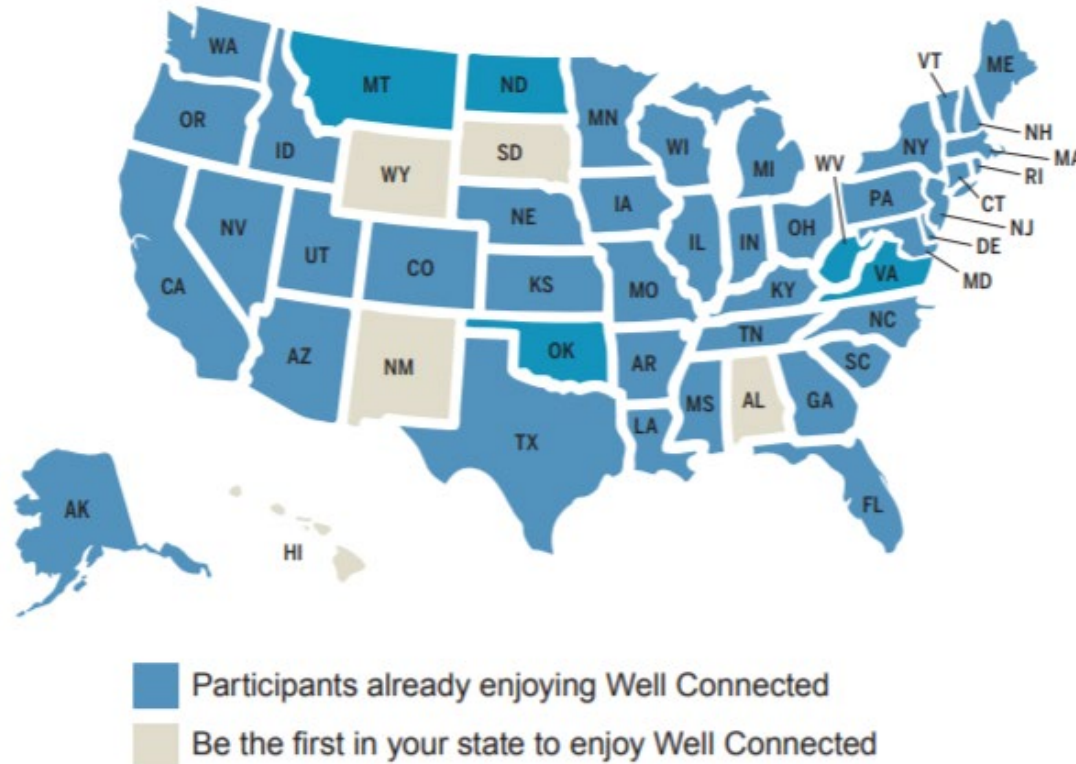 WA
VT
ME
MT
ND
OR
MN
NH
ID
SD
WI
NY
MA
WY
MI
WV
RI
IA
PA
CT
NE
NV
OH
NJ
IL
IN
UT
DE
CO
VA
CA
KS
MO
KY
MD
NC
TN
AZ
OK
NM
AR
SC
MS
AL
GA
LA
TX
FL
AK
HI
Participants already enjoying Well Connected
Be the first in your state to enjoy Well Connected